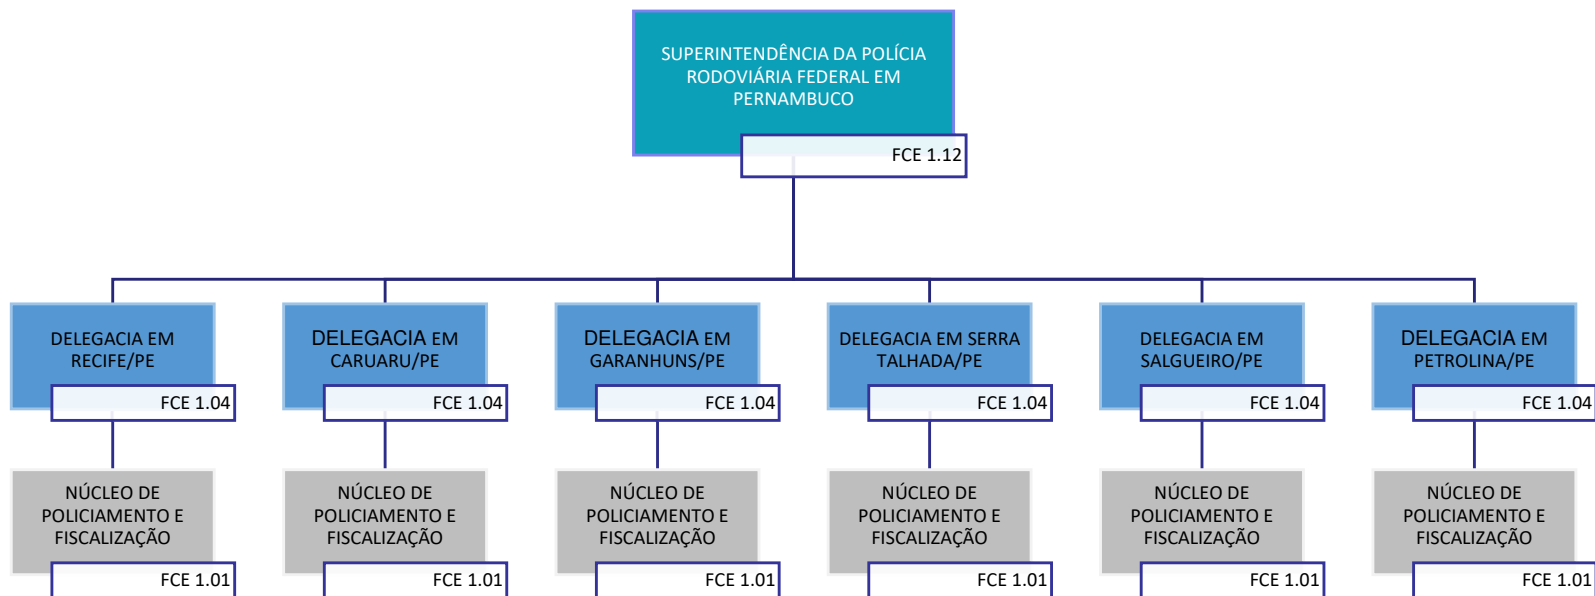 SUPERINTENDÊNCIA DA POLÍCIA
RODOVIÁRIA FEDERAL EM
PERNAMBUCO
FCE 1.12
DELEGACIA EM
RECIFE/PE
FCE 1.04
DELEGACIA EM
CARUARU/PE
FCE 1.04
DELEGACIA EM
GARANHUNS/PE
FCE 1.04
DELEGACIA EM SERRA
TALHADA/PE
FCE 1.04
DELEGACIA EM
SALGUEIRO/PE
FCE 1.04
DELEGACIA EM
PETROLINA/PE
FCE 1.04
NÚCLEO DE
POLICIAMENTO E
FISCALIZAÇÃO
FCE 1.01
NÚCLEO DE
POLICIAMENTO E
FISCALIZAÇÃO
FCE 1.01
NÚCLEO DE
POLICIAMENTO E
FISCALIZAÇÃO
FCE 1.01
NÚCLEO DE
POLICIAMENTO E
FISCALIZAÇÃO
FCE 1.01
NÚCLEO DE
POLICIAMENTO E
FISCALIZAÇÃO
FCE 1.01
NÚCLEO DE
POLICIAMENTO E
FISCALIZAÇÃO
FCE 1.01